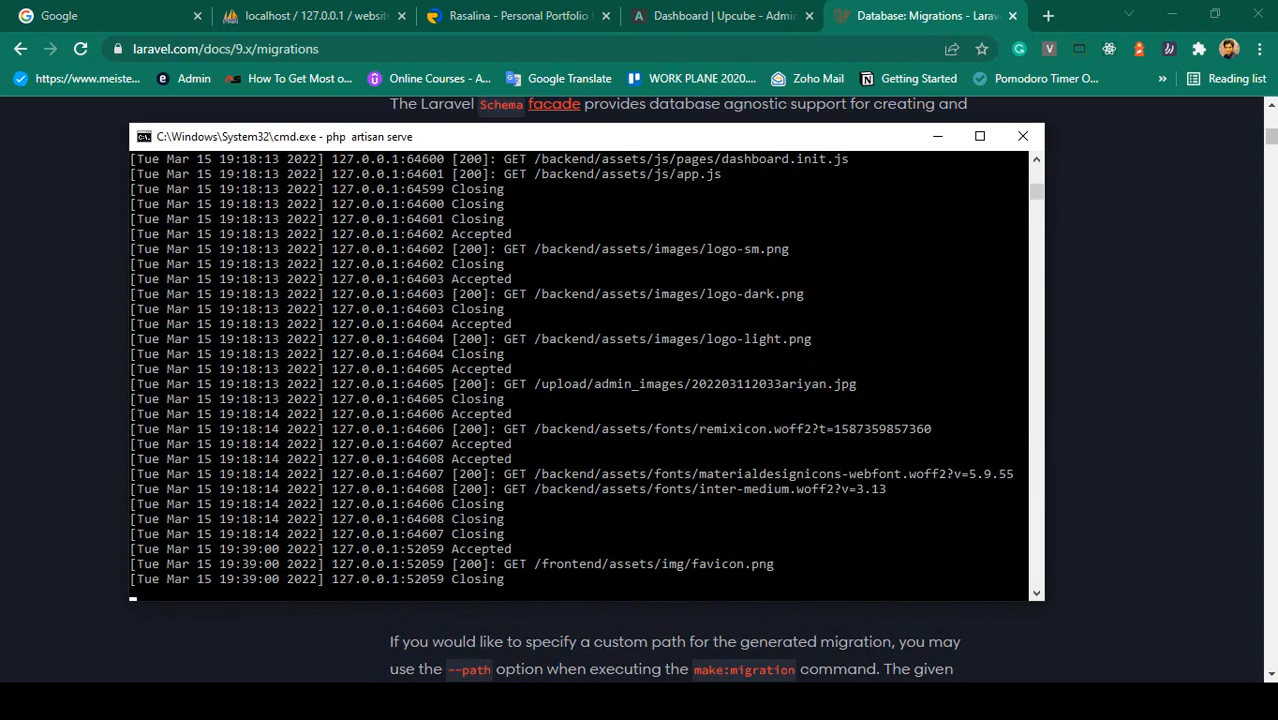 Google
localhost / 127.0.0.1 / websit
Rasalina - Personal Portfolio
Dashboard | Upcube - Admi
Database: Migrations - Larav
laravel.com/docs/9.x/migrations
https://www.meiste...
Admin
How To Get Most o...
Online Courses - A...
Google Translate
WORK PLANE 2020....
Zoho Mail
Getting Started
Pomodoro Timer O...
»
Reading list
The Laravel Schema facade provides database agnostic support for creating and
C:\Windows\System32\cmd.exe - php artisan serve
[Tue Mar 15 19:18:13 2022] 127.0.0.1:64600 [200]: GET /backend/assets/js/pages/dashboard.init.js
[Tue Mar 15 19:18:13 2022] 127.0.0.1:64601 [200]: GET /backend/assets/js/app.js
[Tue Mar 15 19:18:13 2022] 127.0.0.1:64599 Closing
[Tue Mar 15 19:18:13 2022] 127.0.0.1:64600 Closing
[Tue Mar 15 19:18:13 2022] 127.0.0.1:64601 Closing
[Tue Mar 15 19:18:13 2022] 127.0.0.1:64602 Accepted
[Tue Mar 15 19:18:13 2022] 127.0.0.1:64602 [200]: GET /backend/assets/images/logo-sm.png
[Tue Mar 15 19:18:13 2022] 127.0.0.1:64602 Closing
[Tue Mar 15 19:18:13 2022] 127.0.0.1:64603 Accepted
[Tue Mar 15 19:18:13 2022] 127.0.0.1:64603 [200]: GET /backend/assets/images/logo-dark.png
[Tue Mar 15 19:18:13 2022] 127.0.0.1:64603 Closing
[Tue Mar 15 19:18:13 2022] 127.0.0.1:64604 Accepted
[Tue Mar 15 19:18:13 2022] 127.0.0.1:64604 [200]: GET /backend/assets/images/logo-light.png
[Tue Mar 15 19:18:13 2022] 127.0.0.1:64604 Closing
[Tue Mar 15 19:18:13 2022] 127.0.0.1:64605 Accepted
[Tue Mar 15 19:18:13 2022] 127.0.0.1:64605 [200]: GET /upload/admin_images/202203112033ariyan.jpg
[Tue Mar 15 19:18:13 2022] 127.0.0.1:64605 Closing
[Tue Mar 15 19:18:14 2022] 127.0.0.1:64606 Accepted
[Tue Mar 15 19:18:14 2022] 127.0.0.1:64606 [200]: GET /backend/assets/fonts/remixicon.woff2?t=1587359857360
[Tue Mar 15 19:18:14 2022] 127.0.0.1:64607 Accepted
[Tue Mar 15 19:18:14 2022] 127.0.0.1:64608 Accepted
[Tue Mar 15 19:18:14 2022] 127.0.0.1:64607 [200]: GET /backend/assets/fonts/materialdesignicons-webfont.woff2?v=5.9.55
[Tue Mar 15 19:18:14 2022] 127.0.0.1:64608 [200]: GET /backend/assets/fonts/inter-medium.woff2?v=3.13
[Tue Mar 15 19:18:14 2022] 127.0.0.1:64606 Closing
[Tue Mar 15 19:18:14 2022] 127.0.0.1:64608 Closing
[Tue Mar 15 19:18:14 2022] 127.0.0.1:64607 Closing
[Tue Mar 15 19:39:00 2022] 127.0.0.1:52059 Accepted
[Tue Mar 15 19:39:00 2022] 127.0.0.1:52059 [200]: GET /frontend/assets/img/favicon.png
[Tue Mar 15 19:39:00 2022] 127.0.0.1:52059 Closing
If you would like to specify a custom path for the generated migration, you may
use the --path option when executing the make:migration command. The given